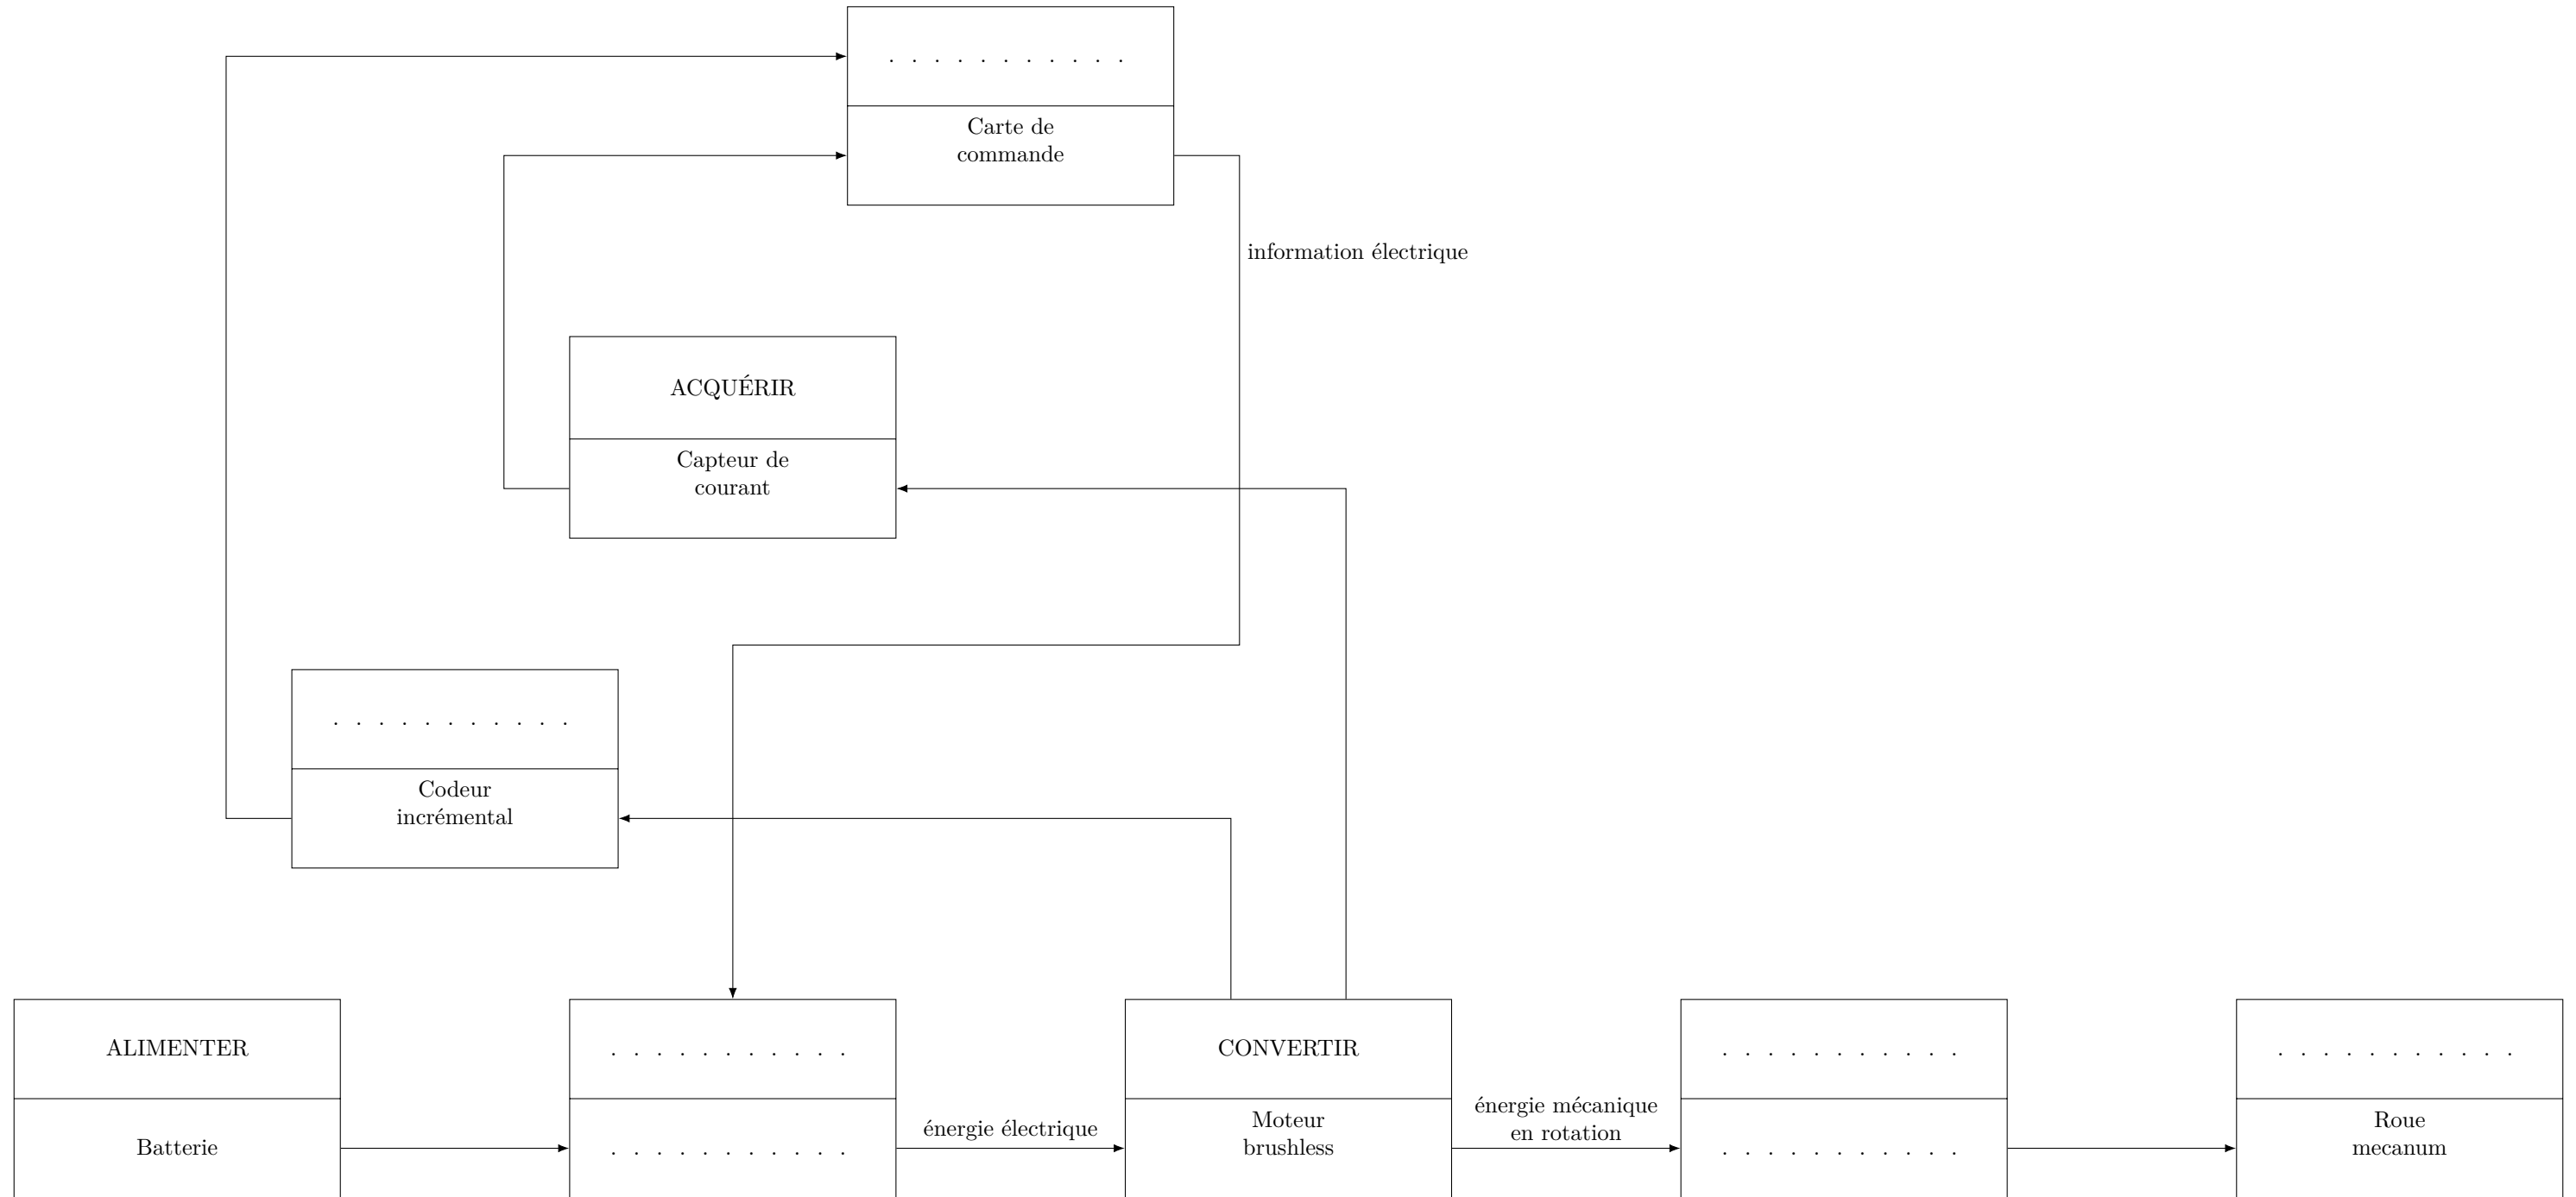 . . . . . . . . . . .
Carte de
commande
information électrique
ACQUÉRIR
Capteur de
courant
. . . . . . . . . . .
Codeur
incrémental
ALIMENTER
Batterie
. . . . . . . . . . .
. . . . . . . . . . .
énergie électrique
CONVERTIR
Moteur
brushless
énergie mécanique
en rotation
. . . . . . . . . . .
. . . . . . . . . . .
. . . . . . . . . . .
Roue
mecanum